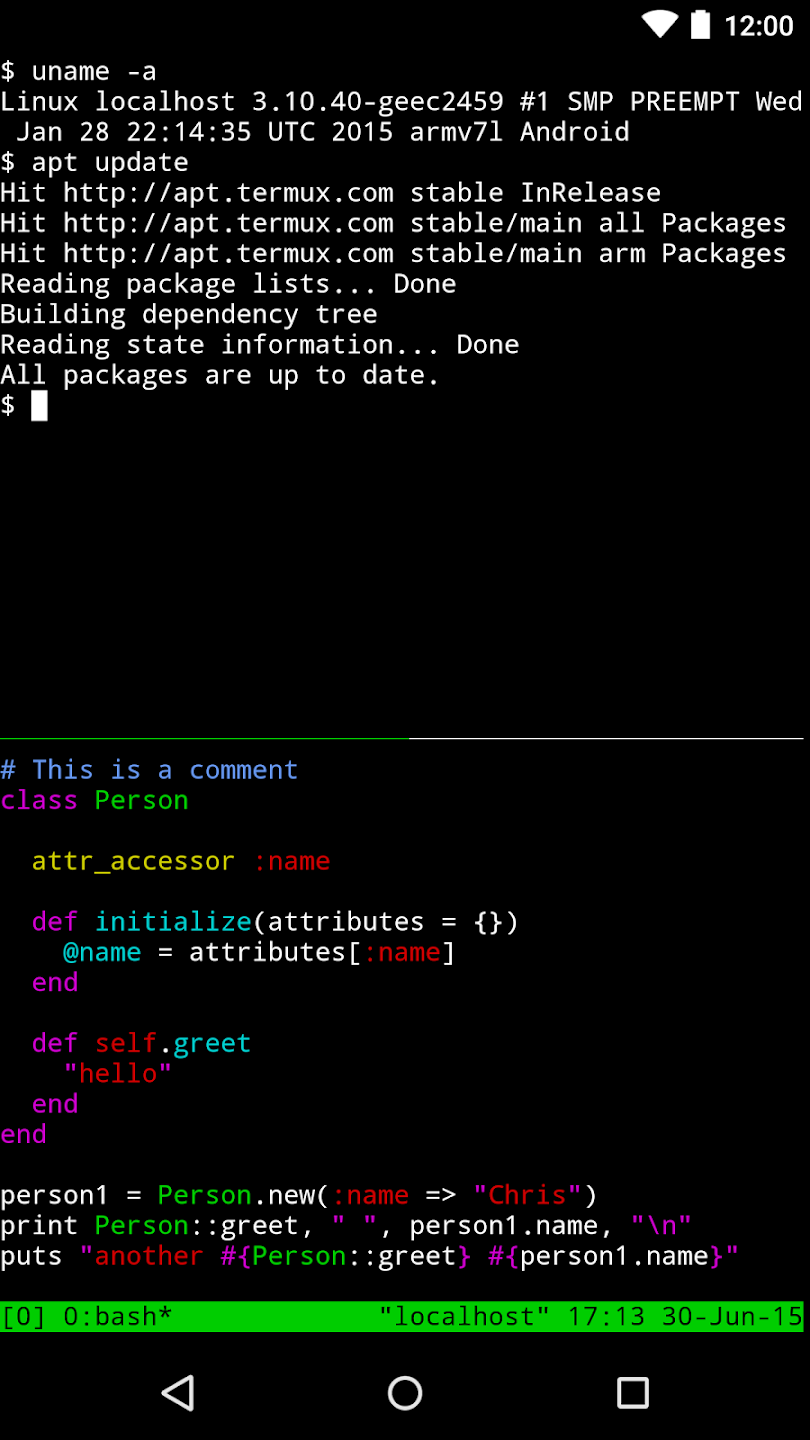 12:00
$ uname -a
Linux localhost 3.10.40-geec2459 #1 SMP PREEMPT Wed
 Jan 28 22:14:35 UTC 2015 armv7l Android
$ apt update
Hit http://apt.termux.com stable InRelease
Hit http://apt.termux.com stable/main all Packages
Hit http://apt.termux.com stable/main arm Packages
Reading package lists... Done
Building dependency tree
Reading state information... Done
All packages are up to date.
$
# This is a comment
class Person
  attr_accessor :name
  def initialize(attributes = {})
    @name = attributes[:name]
  end
  def self.greet
    "hello"
  end
end
person1 = Person.new(:name => "Chris")
print Person::greet, " ", person1.name, "\n"
puts "another #{Person::greet} #{person1.name}"
[0] 0:bash* "localhost" 17:13 30-Jun-15